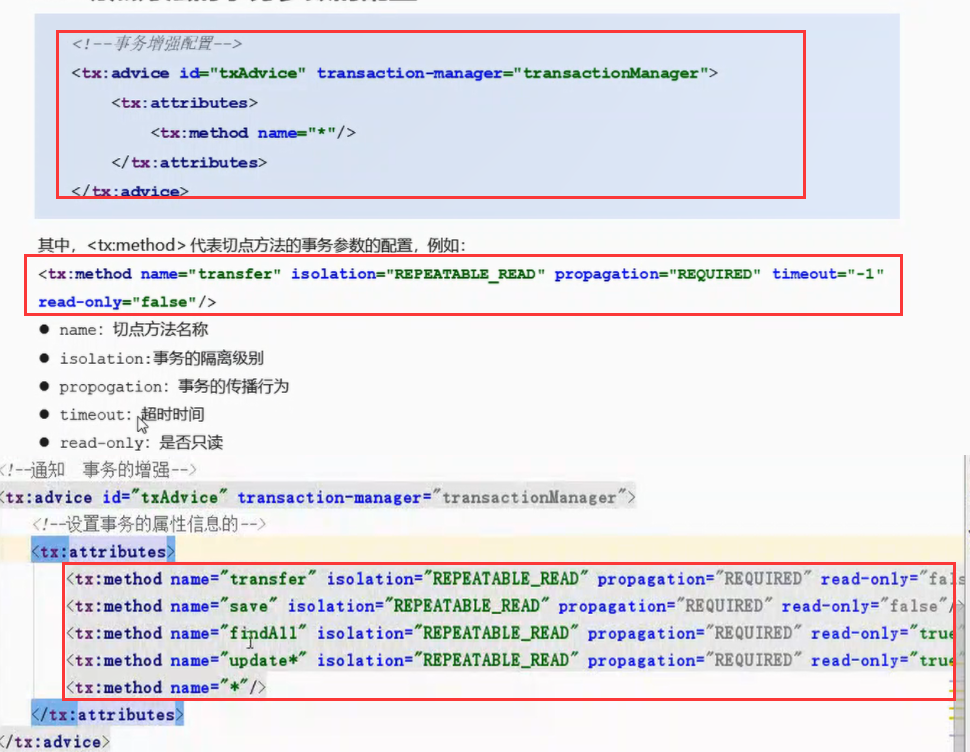 <!--事务增强配置-->
<tx:advice id="txAdvice" transaction-manager="transactionManager">
<tx:attributes>
<tx:method name="*"/>
</tx:attributes>
</tx:advice>
其中，<tx:method> 代表切点方法的事务参数的配置，例如：
<tx:method name="transfer" isolation="REPEATABLE_READ" propagation="REQUIRED" timeout="-1"
read-only="false"/>
● name：切点方法名称
● isolation:事务的隔离级别
● propogation：事务的传播行为
● timeout：超时时间
● read-only：是否只读
<!--通知 事务的增强-->
<tx:advice id="txAdvice" transaction-manager="transactionManager">
<!--设置事务的属性信息的-->
<tx:attributes>
<tx:method name="transfer" isolation="REPEATABLE_READ" propagation="REQUIRED" read-only="fals
<tx:method name="save" isolation="REPEATABLE_READ" propagation="REQUIRED" read-only="false"/>
<tx:method name="findAll" isolation="REPEATABLE_READ" propagation="REQUIRED" read-only="true
<tx:method name="update*" isolation="REPEATABLE_READ" propagation="REQUIRED" read-only="true
<tx:method name="*"/>
</tx:attributes>
</tx:advice>